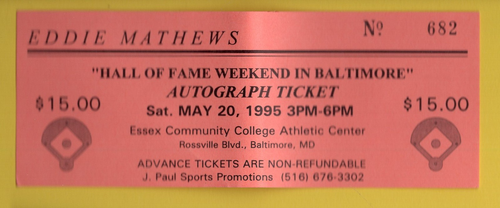 EDDIE MATHEWS Nº 682
"HALL OF FAME WEEKEND IN BALTIMORE"
AUTOGRAPH TICKET
$15.00 $15.00
Sat. MAY 20, 1995 3PM-6PM
Essex Community College Athletic Center
Rossville Blvd., Baltimore, MD
ADVANCE TICKETS ARE NON-REFUNDABLE
J. Paul Sports Promotions (516) 676-3302